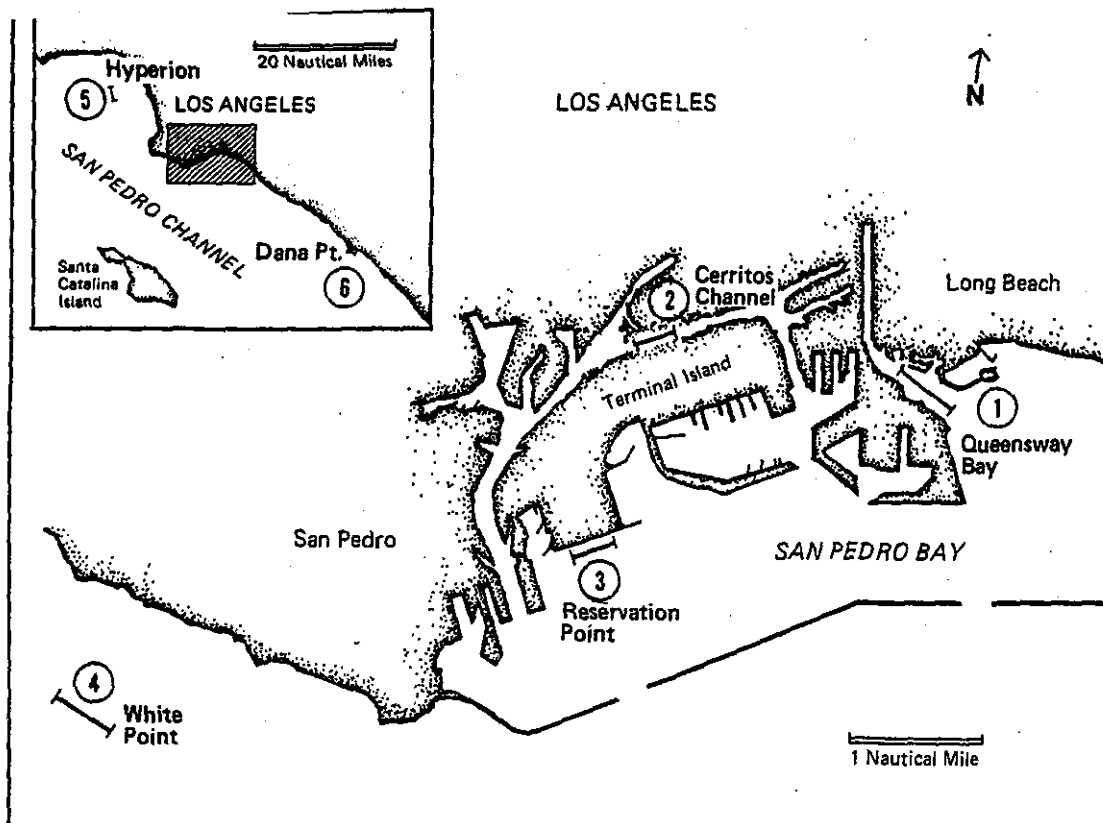 20 Nautical Miles
Hyperion
5
LOS ANGELES
SAN PEDRO CHANNEL
Santa
Catalina
Island
Dana Pt.
6
N
LOS ANGELES
2
Cerritos
Channel
Long Beach
Terminal Island
1
Queensway
Bay
San Pedro
SAN PEDRO BAY
3
Reservation
Point
4
White
Point
1 Nautical Mile